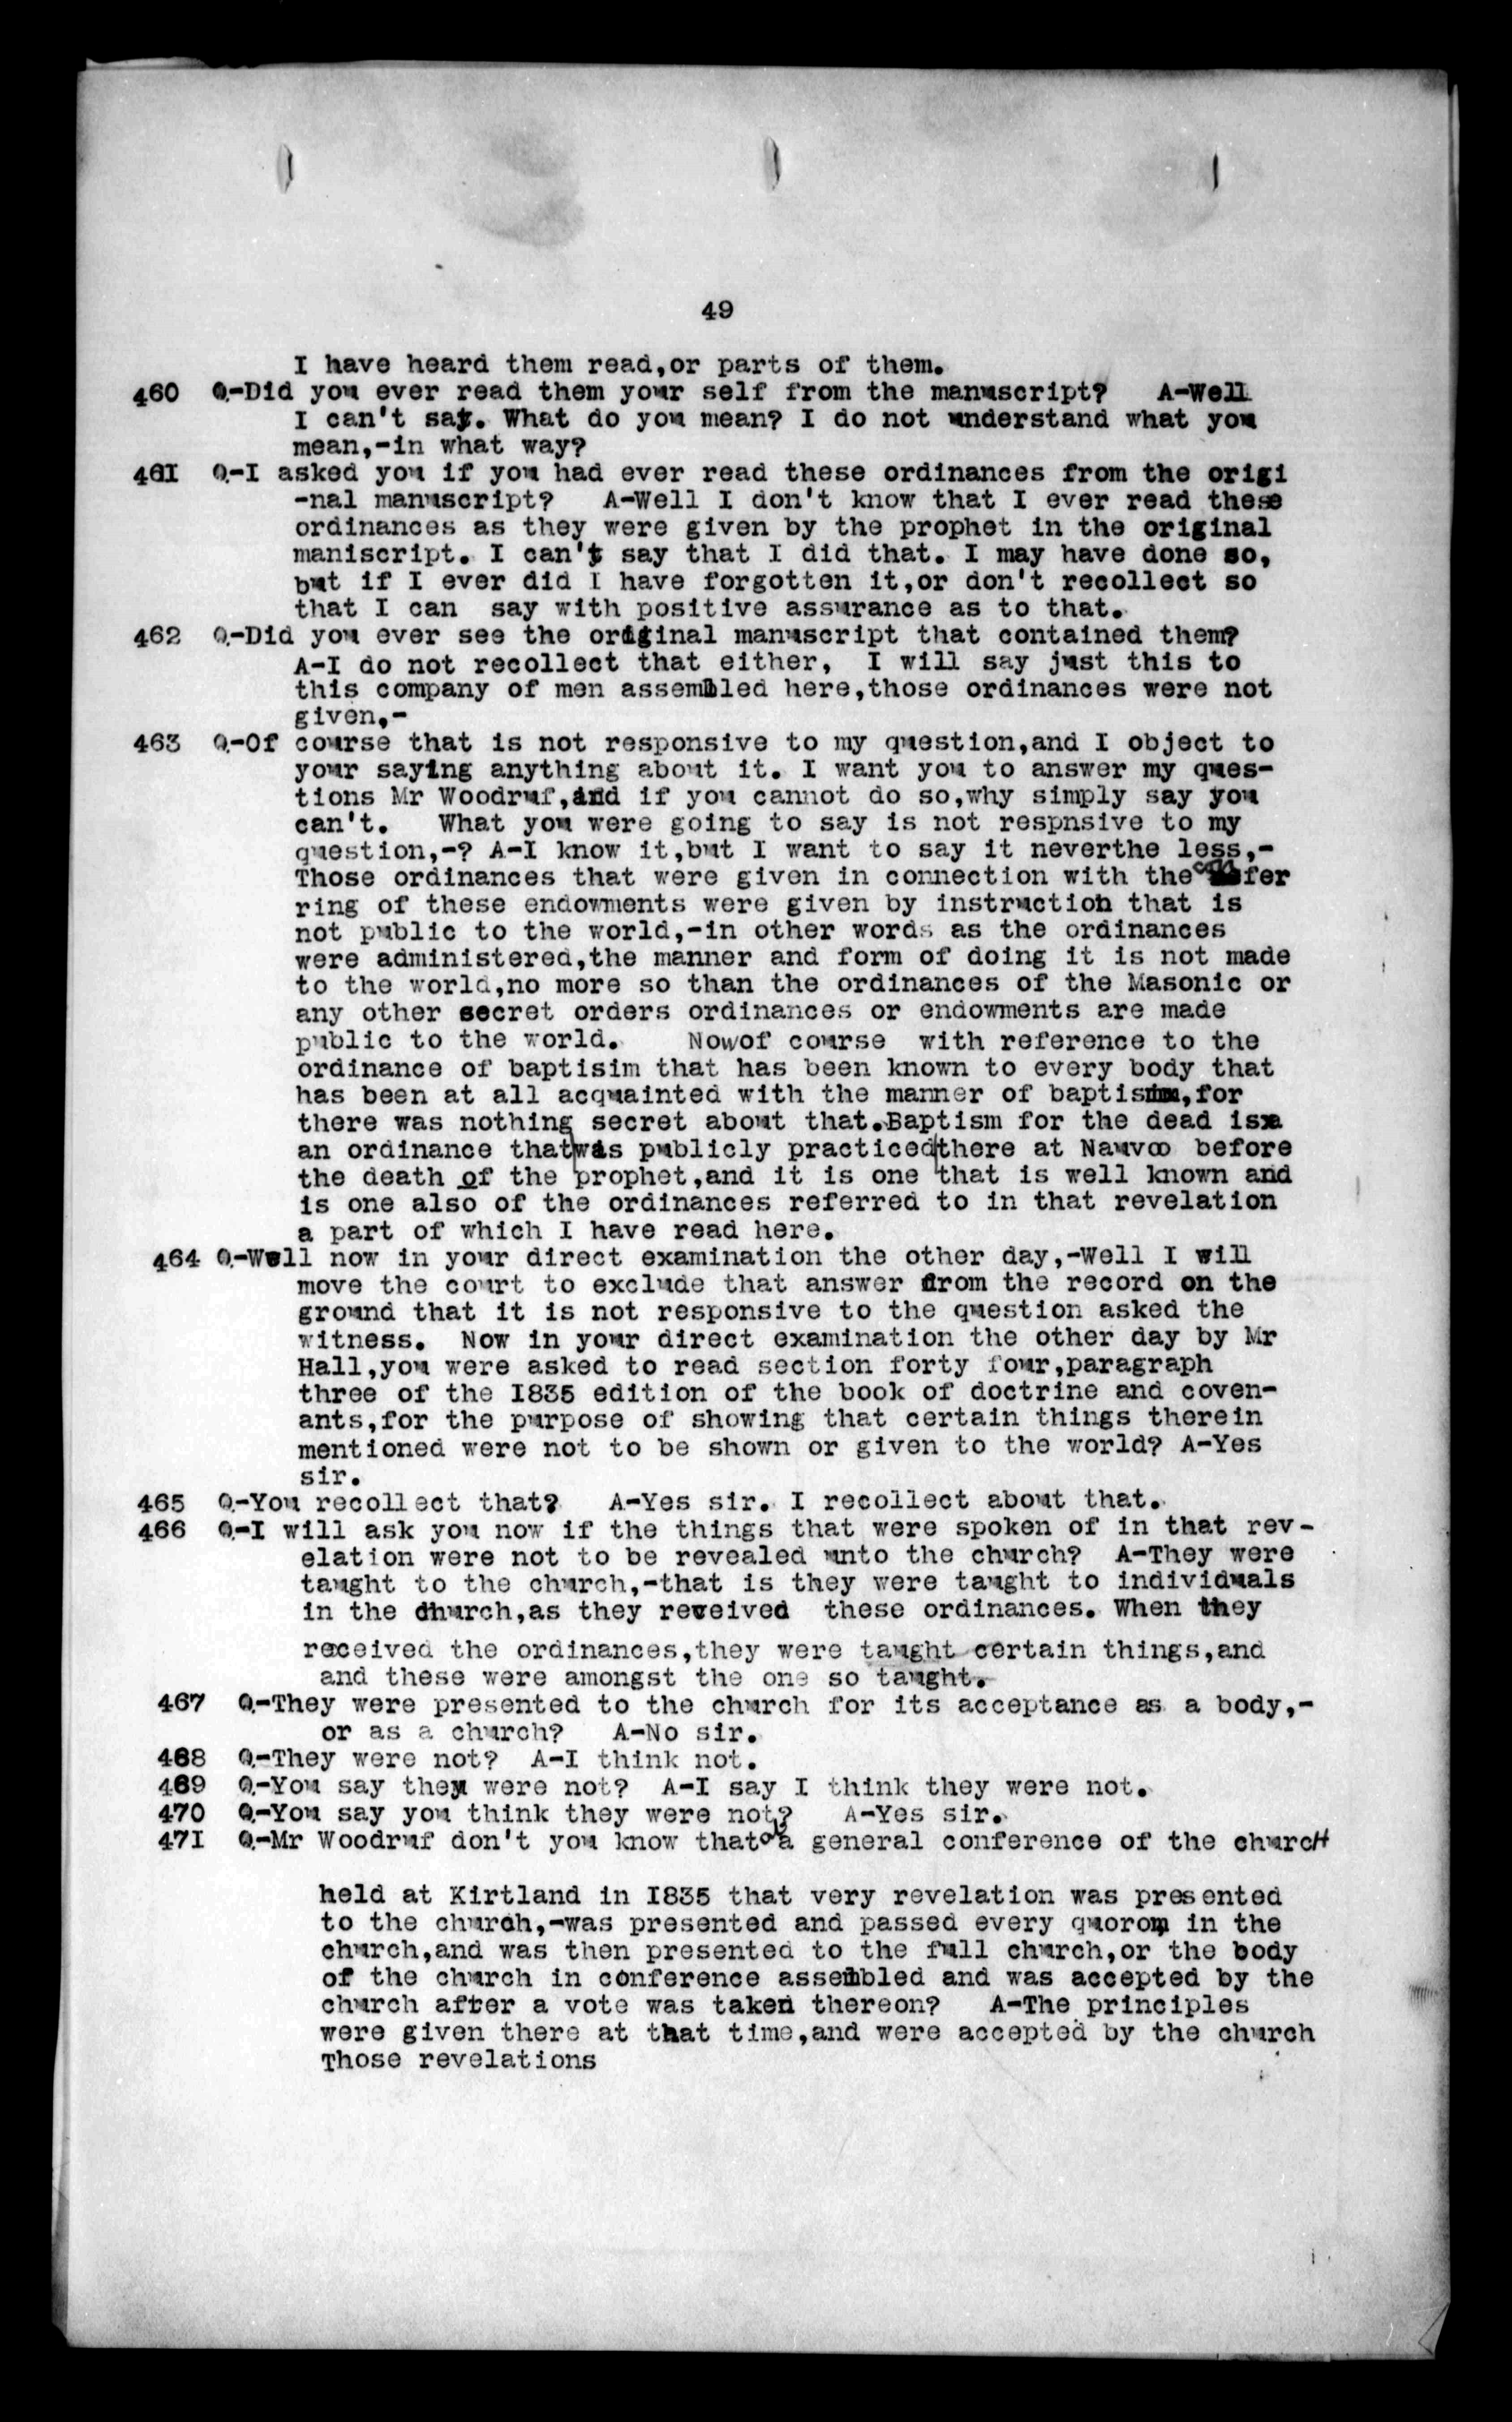 49
I have heard them read,or parts of them.
460 Q-Did you ever read them your self from the manuscript? A-Well
I can't say. What do you mean? I do not understand what you
mean,-in what way?
461 Q-I asked you if you had ever read these ordinances from the origi
-nal manuscript? A-Well I don't know that I ever read these
ordinances as they were given by the prophet in the original
maniscript. I can't say that I did that. I may have done so,
but if I ever did I have forgotten it,or don't recollect so
that I can say with positive assurance as to that.
462 Q-Did you ever see the original manuscript that contained them?
A-I do not recollect that either, I will say just this to
this company of men assembled here,those ordinances were not
given,-
463 Q-Of course that is not responsive to my question,and I object to
your saying anything about it. I want you to answer my ques-
tions Mr Woodruf,and if you cannot do so,why simply say you
can't. What you were going to say is not respnsive to my
question,-? A-I know it,but I want to say it neverthe less,-
Those ordinances that were given in connection with the confer
ring of these endowments were given by instruction that is
not public to the world,-in other words as the ordinances
were administered,the manner and form of doing it is not made
to the world,no more so than the ordinances of the Masonic or
any other secret orders ordinances or endowments are made
public to the world. Nowof course with reference to the
ordinance of baptisim that has been known to every body that
has been at all acquainted with the manner of baptism,for
there was nothing secret about that.Baptism for the dead is
an ordinance that|was publicly practiced|there at Nauvoo before
the death of the prophet,and it is one that is well known and
is one also of the ordinances referred to in that revelation
a part of which I have read here.
464 Q-Well now in your direct examination the other day,-Well I will
move the court to exclude that answer from the record on the
ground that it is not responsive to the question asked the
witness. Now in your direct examination the other day by Mr
Hall,you were asked to read section forty four,paragraph
three of the 1835 edition of the book of doctrine and coven-
ants,for the purpose of showing that certain things therein
mentioned were not to be shown or given to the world? A-Yes
sir.
465 Q-You recollect that? A-Yes sir. I recollect about that.
466 Q-I will ask you now if the things that were spoken of in that rev-
elation were not to be revealed unto the church? A-They were
taught to the church,-that is they were taught to individuals
in the church,as they received these ordinances. When they
received the ordinances,they were taught certain things,and
and these were amongst the one so taught.
467 Q-They were presented to the church for its acceptance as a body,-
or as a church? A-No sir.
468 Q-They were not? A-I think not.
469 Q-You say they were not? A-I say I think they were not.
470 Q-You say you think they were not? A-Yes sir.
471 Q-Mr Woodruf don't you know that at a general conference of the church
held at Kirtland in 1835 that very revelation was presented
to the church,-was presented and passed every quorom in the
church,and was then presented to the full church,or the body
of the church in conference assembled and was accepted by the
church after a vote was taken thereon? A-The principles
were given there at that time,and were accepted by the church
Those revelations